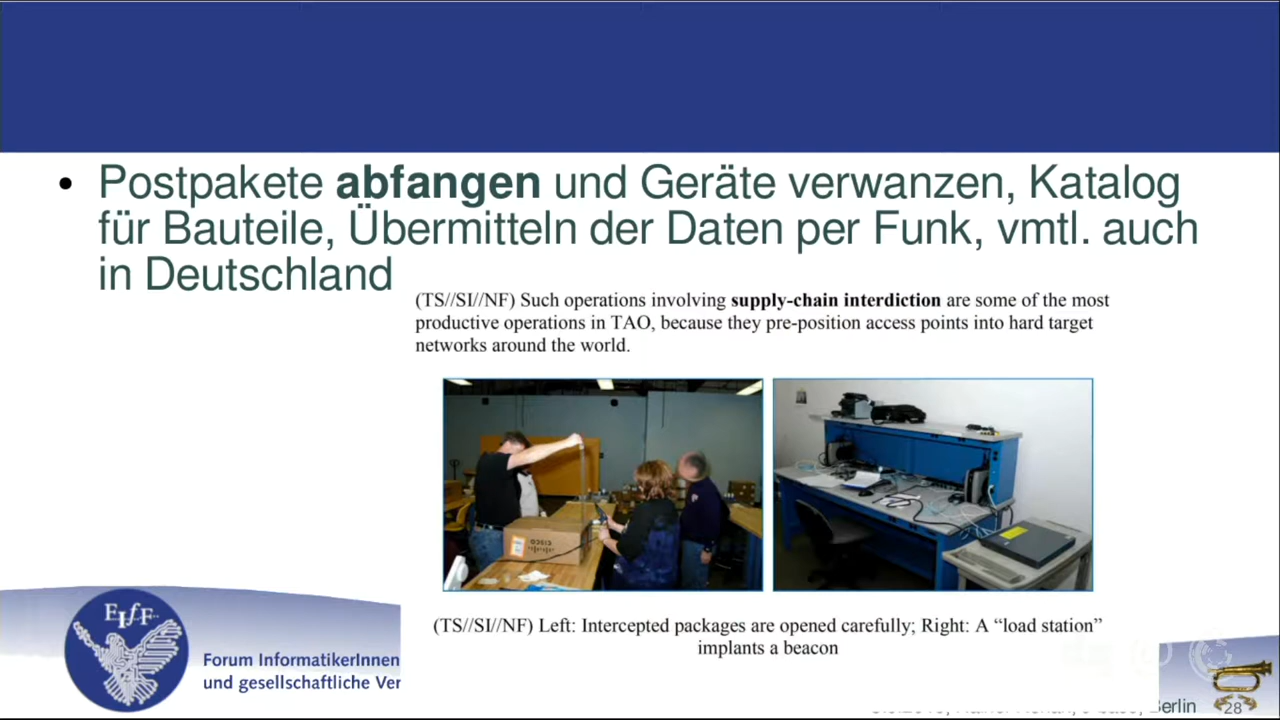 Postpakete abfangen und Geräte verwanzen, Katalog
für Bauteile, Übermitteln der Daten per Funk, vmtl. auch
in Deutschland
(TS//SI//NF) Such operations involving supply-chain interdiction are some of the most
productive operations in TAO, because they pre-position access points into hard target
networks around the world.
CISCO
(TS//SI//NF) Left: Intercepted packages are opened carefully; Right: A “load station”
implants a beacon
FIfF
Forum InformatikerInnen
und gesellschaftliche Ver
Berlin
28